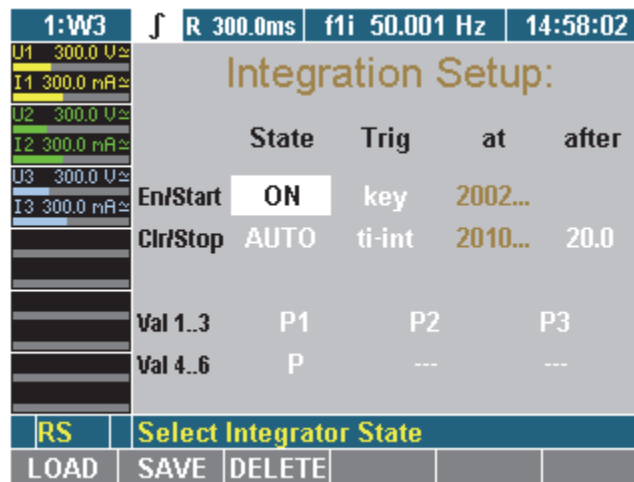 1:W3 ∫ R 300.0ms f1i 50.001 Hz 14:58:02
U1 300.0 V≃
I1 300.0 mA≃
U2 300.0 V≃
I2 300.0 mA≃
U3 300.0 V≃
I3 300.0 mA≃
Integration Setup:
State Trig at after
En/Start ON key 2002...
Clr/Stop AUTO ti-int 2010... 20.0
Val 1..3 P1 P2 P3
Val 4..6 P --- ---
RS Select Integrator State
LOAD SAVE DELETE